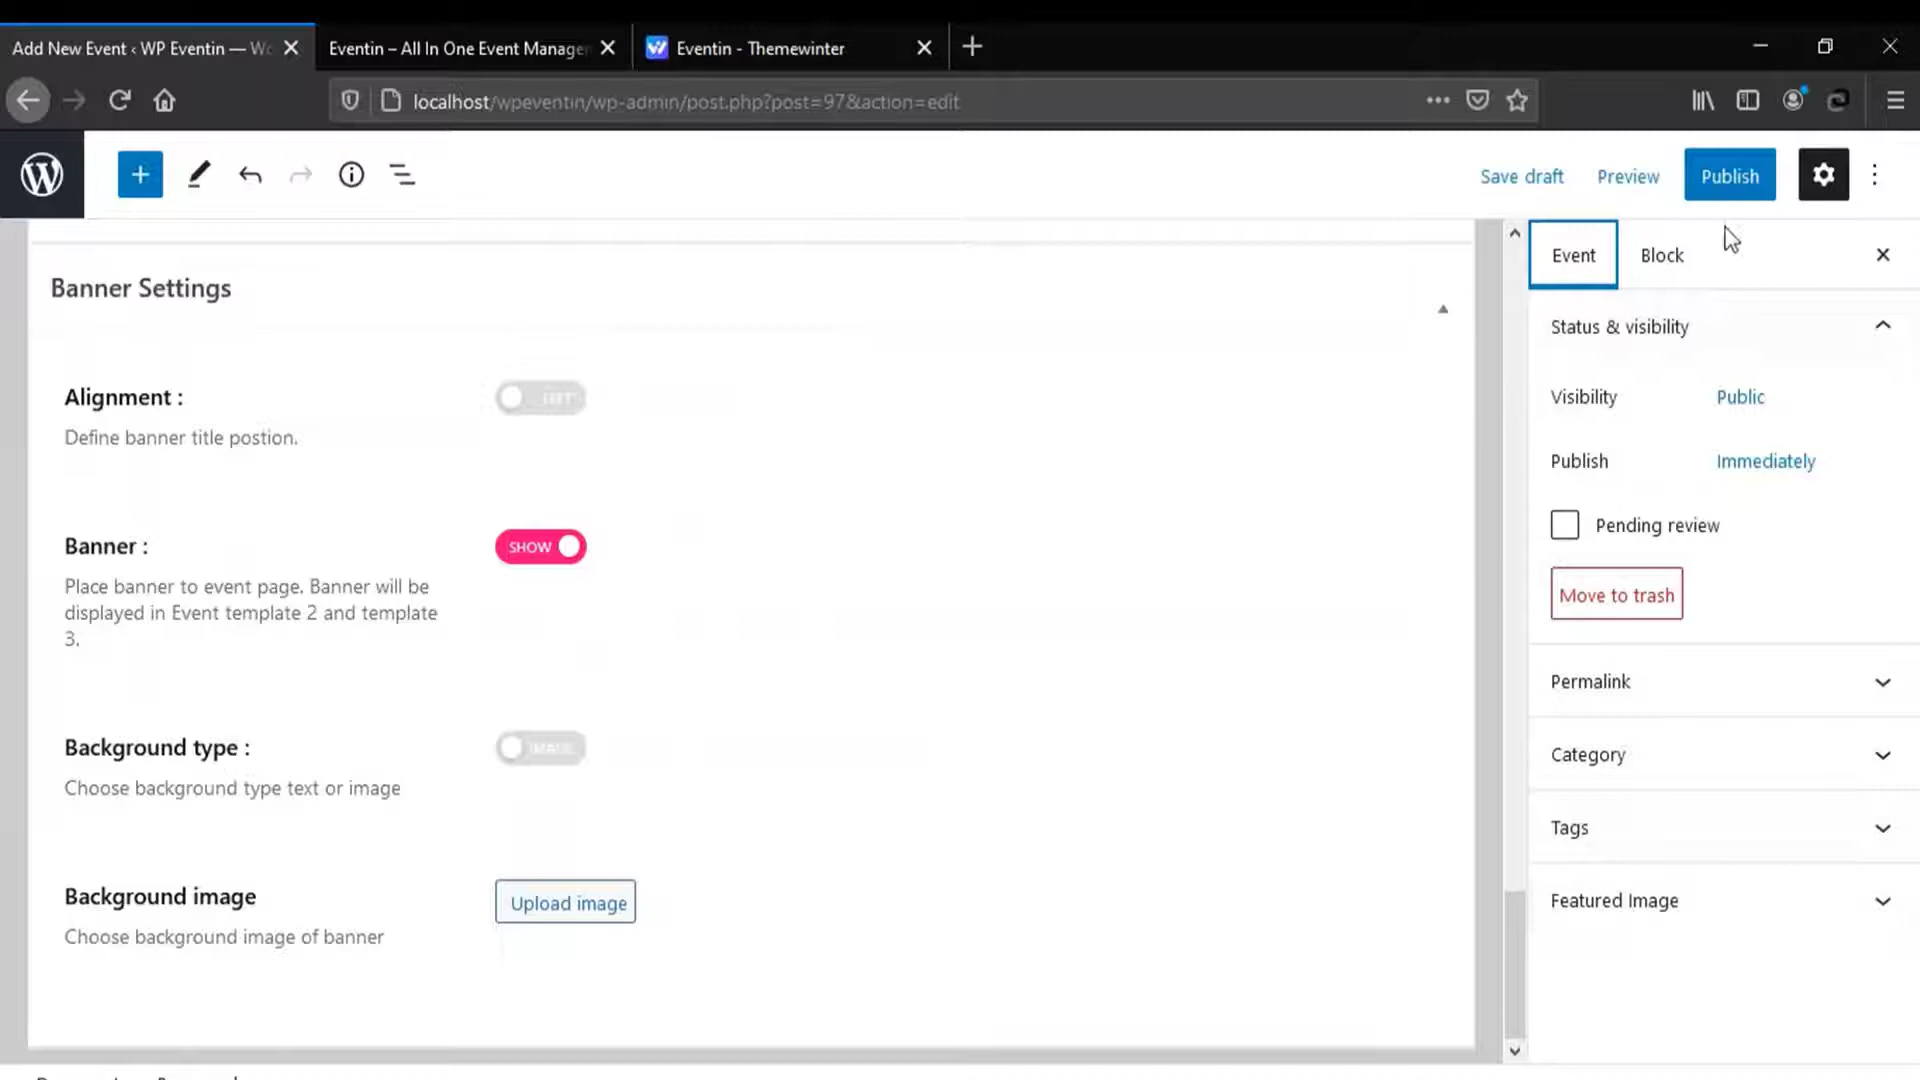 Add New Event ‹ WP Eventin — Wo
Eventin – All In One Event Manager
Eventin - Themewinter
localhost/wpeventin/wp-admin/post.php?post=97&action=edit
Save draft
Preview
Publish
Event
Block
Banner Settings
Status & visibility
Alignment :
LEFT
Define banner title postion.
Visibility
Public
Publish
Immediately
Pending review
Banner :
SHOW
Place banner to event page. Banner will be
displayed in Event template 2 and template
3.
Move to trash
Permalink
Background type :
IMAGE
Choose background type text or image
Category
Tags
Background image
Upload image
Choose background image of banner
Featured Image